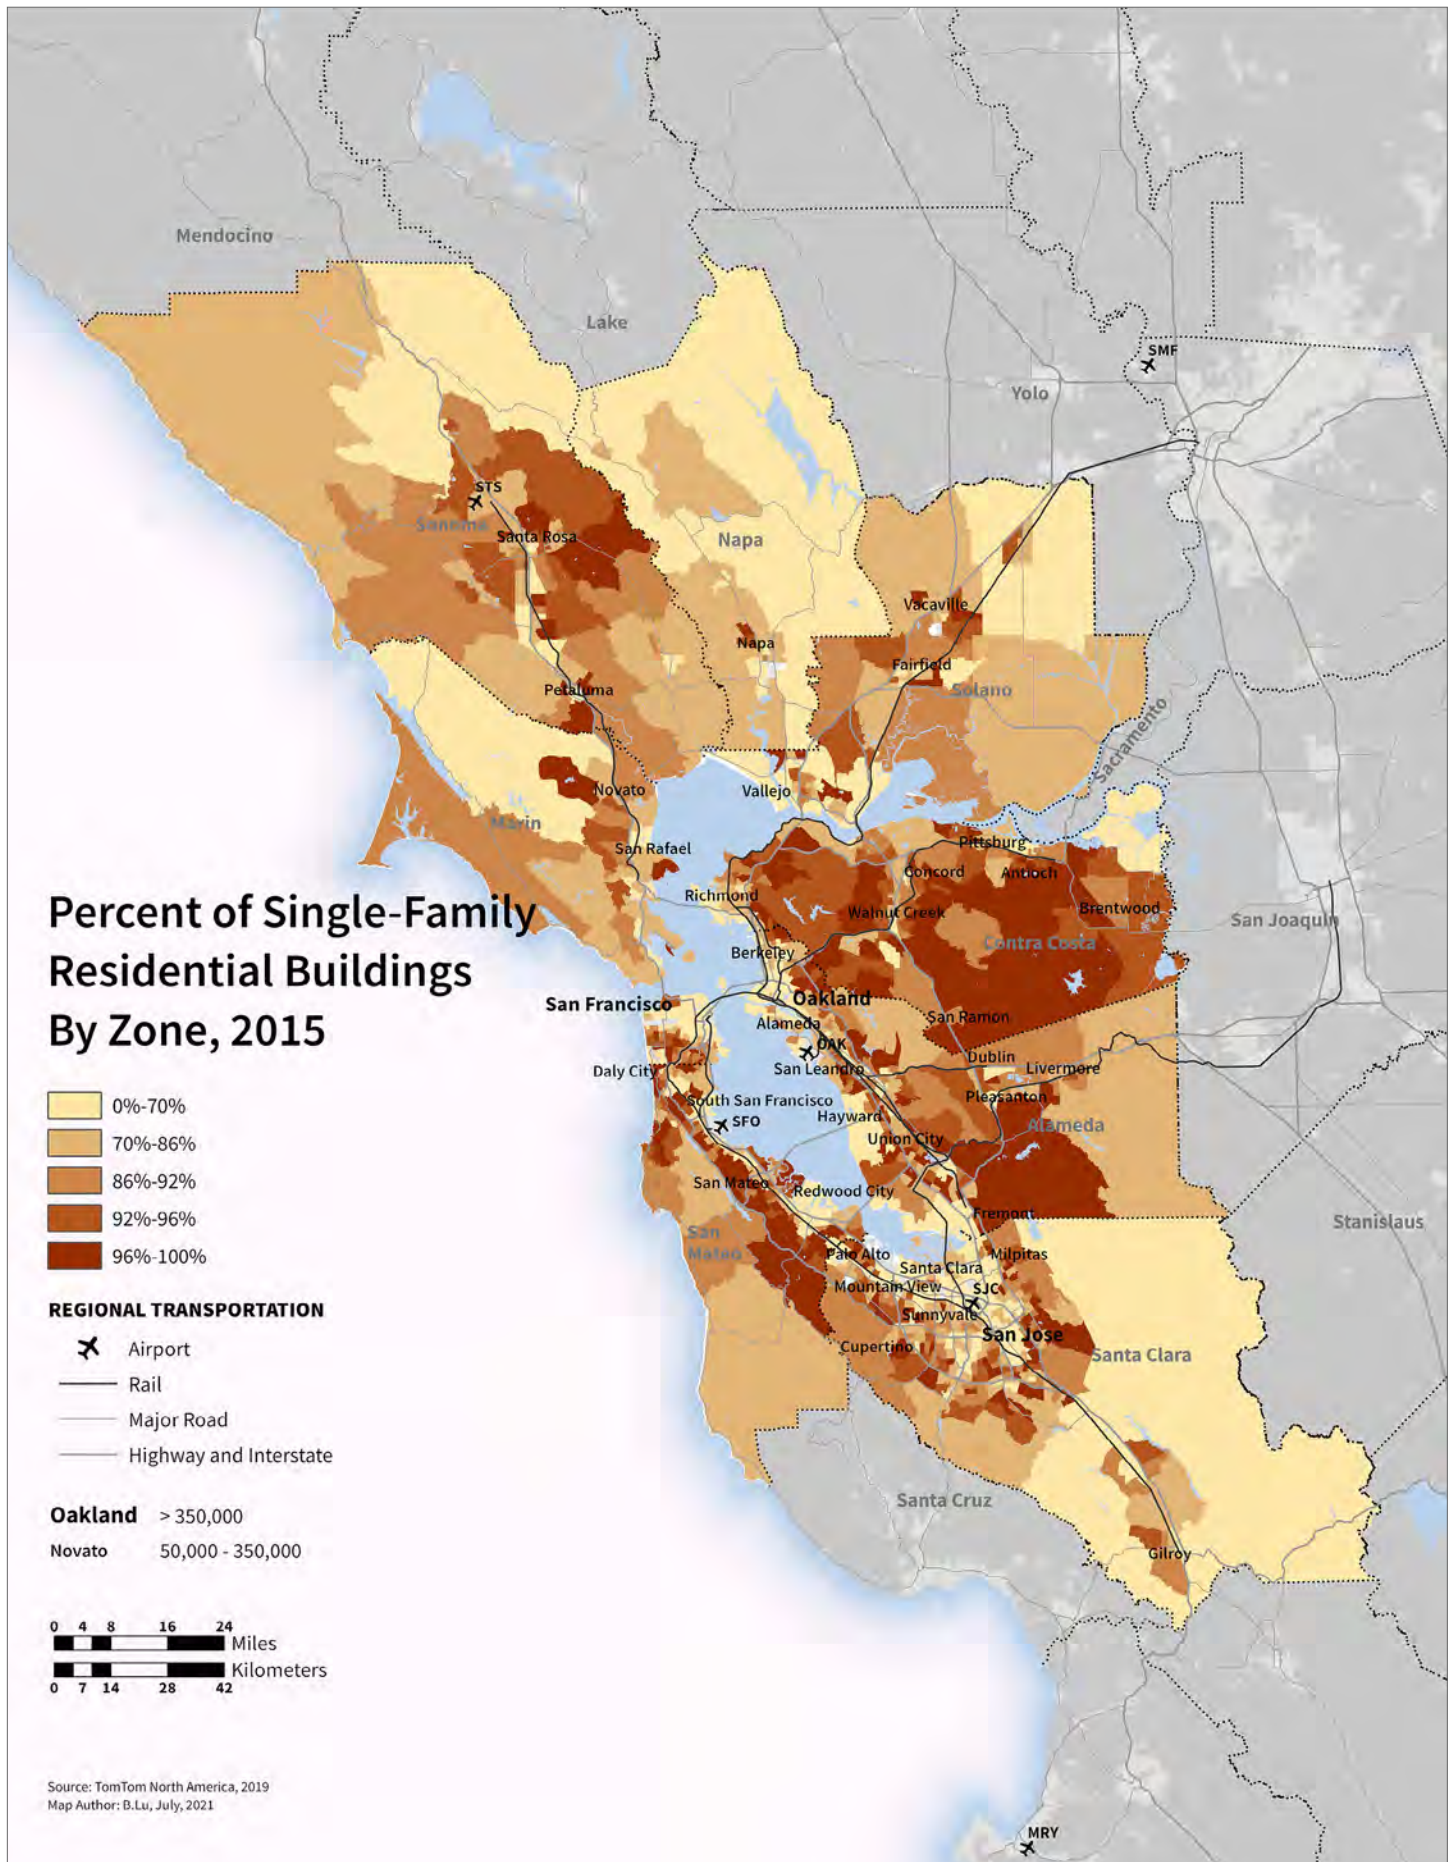 Mendocino
Lake
SMF
Yolo
STS
Sonoma
Santa Rosa
Napa
Vacaville
Napa
Fairfield
Petaluma
Solano
Sacramento
Novato
Vallejo
Marin
San Rafael
Pittsburg
Concord
Antioch
Richmond
Walnut Creek
Brentwood
San Joaquin
Contra Costa
Berkeley
San Francisco
Oakland
Alameda
San Ramon
OAK
Dublin
Daly City
San Leandro
Livermore
South San Francisco
Pleasanton
SFO
Hayward
Alameda
Union City
San Mateo
Redwood City
Fremont
Stanislaus
San
Mateo
Palo Alto
Milpitas
Santa Clara
Mountain View
SJC
Sunnyvale
San Jose
Cupertino
Santa Clara
Santa Cruz
Gilroy
MRY
Percent of Single-Family
Residential Buildings
By Zone, 2015
0%-70%
70%-86%
86%-92%
92%-96%
96%-100%
REGIONAL TRANSPORTATION
Airport
Rail
Major Road
Highway and Interstate
Oakland > 350,000
Novato 50,000 - 350,000
0 4 8 16 24
Miles
Kilometers
0 7 14 28 42
Source: TomTom North America, 2019
Map Author: B.Lu, July, 2021